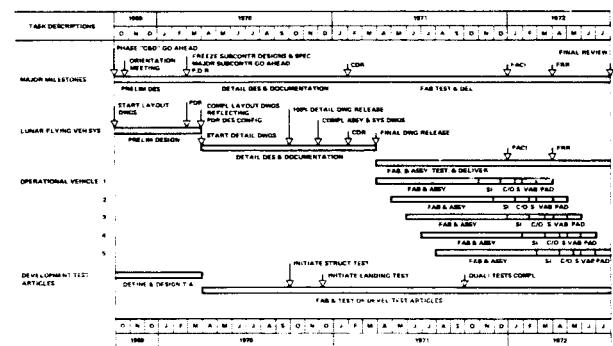 TASK DESCRIPTIONS
1969 1970 1971 1972
O N D J F M A M J J A S O N D J F M A M J J A S O N D J F M A M J J
PHASE "C&D" GO AHEAD
ORIENTATION MEETING
FREEZE SUBCONTR DESIGNS & SPEC
MAJOR SUBCONTR GO AHEAD
P.D.R
CDR
FACI
FRR
FINAL REVIEW
MAJOR MILESTONES
PRELIM DES
DETAIL DES & DOCUMENTATION
FAB TEST & DEL
START LAYOUT DWGS
PDR
COMPL LAYOUT DWGS REFLECTING PDR DES CONFIG
100% DETAIL DWG RELEASE
COMPL ASSY & SYS DWGS
CDR
FINAL DWG RELEASE
FACI
FRR
LUNAR FLYING VEH SYS
PRELIM DESIGN
START DETAIL DWGS
DETAIL DES & DOCUMENTATION
FAB, & ASSY TEST, & DELIVER
OPERATIONAL VEHICLE 1
FAB & ASSY SI C/O S VAB PAD
2
FAB & ASSY SI C/O S VAB PAD
3
FAB & ASSY SI C/O S VAB PAD
4
FAB & ASSY SI C/O S VAB PAD
5
FAB & ASSY SI C/O S VAB PAD
DEVELOPMENT TEST ARTICLES
DEFINE & DESIGN T A
INITIATE STRUCT TEST
INITIATE LANDING TEST
QUAL TESTS COMPL
FAB & TEST OF DEVEL TEST ARTICLES
O N D J F M A M J J A S O N D J F M A M J J A S O N D J F M A M J J
1969 1970 1971 1972